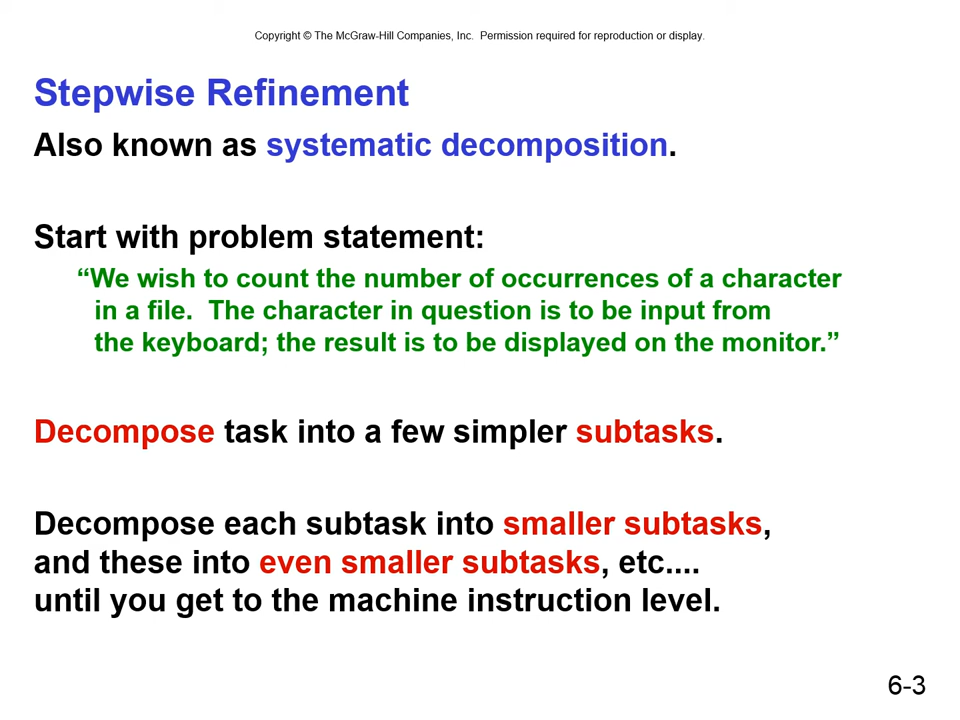 Copyright © The McGraw-Hill Companies, Inc.  Permission required for reproduction or display.
Stepwise Refinement
Also known as systematic decomposition.
Start with problem statement:
“We wish to count the number of occurrences of a character
in a file.  The character in question is to be input from
the keyboard; the result is to be displayed on the monitor.”
Decompose task into a few simpler subtasks.
Decompose each subtask into smaller subtasks,
and these into even smaller subtasks, etc....
until you get to the machine instruction level.
6-3